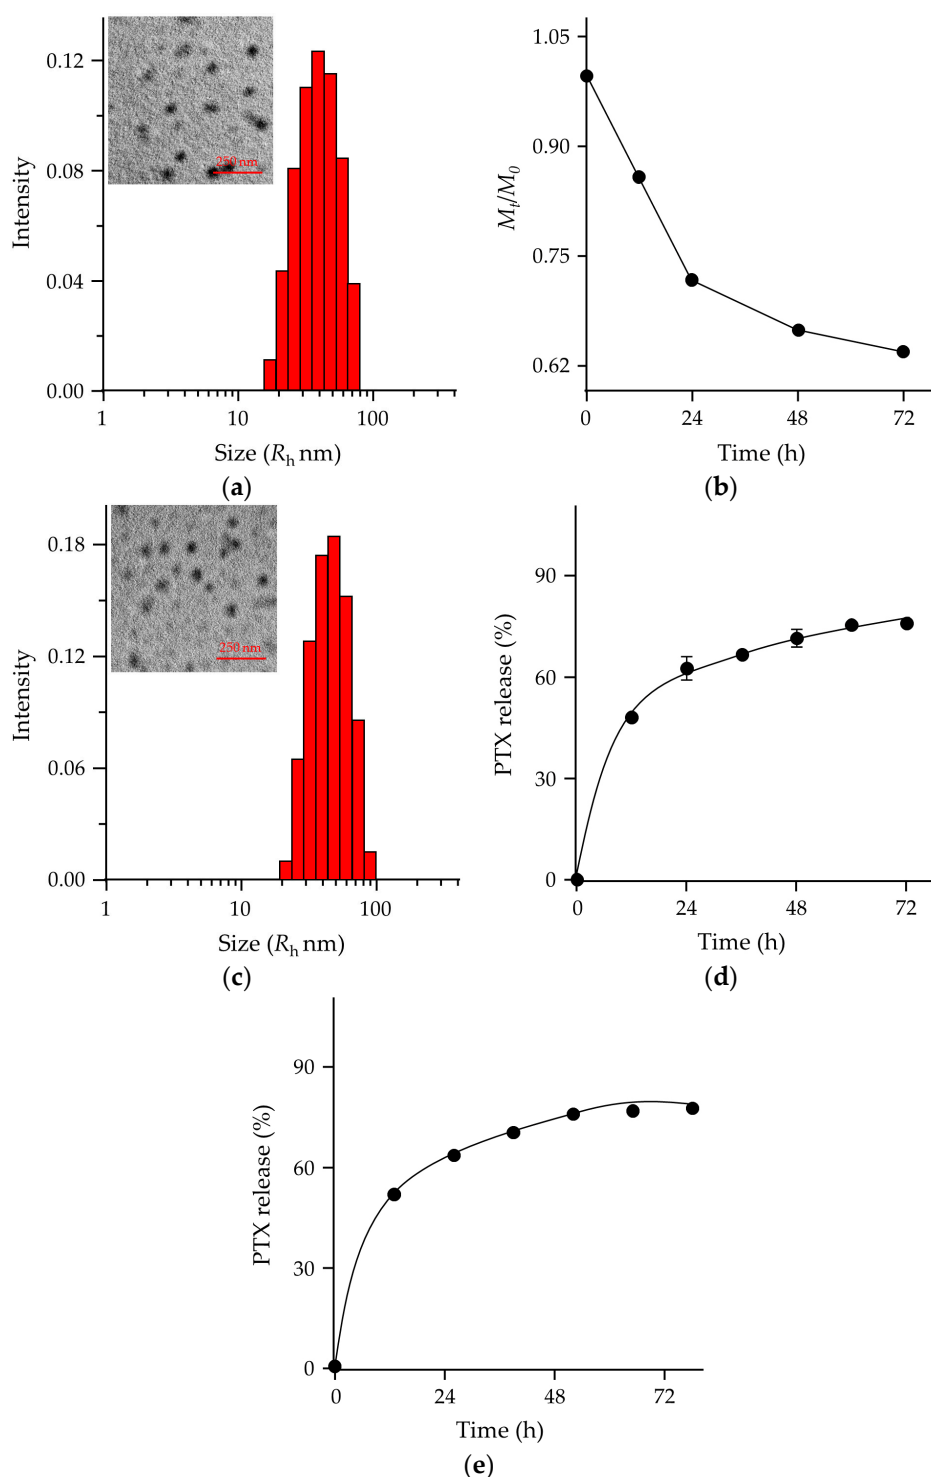 0.12
0.08
0.04
0.00
Intensity
250 nm
1
10
100
Size (Rh nm)
(a)
1.05
0.90
0.75
0.62
Mt/M0
0
24
48
72
Time (h)
(b)
0.18
0.12
0.06
0.00
Intensity
250 nm
1
10
100
Size (Rh nm)
(c)
90
60
30
0
PTX release (%)
0
24
48
72
Time (h)
(d)
90
60
30
0
PTX release (%)
0
24
48
72
Time (h)
(e)